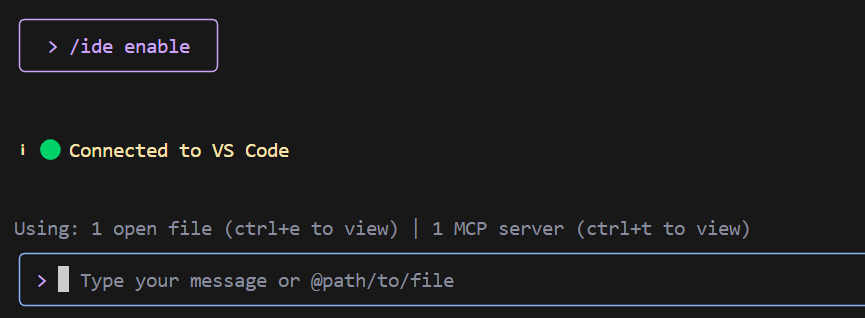 > /ide enable
i 🟢 Connected to VS Code
Using: 1 open file (ctrl+e to view) | 1 MCP server (ctrl+t to view)
> Type your message or @path/to/file